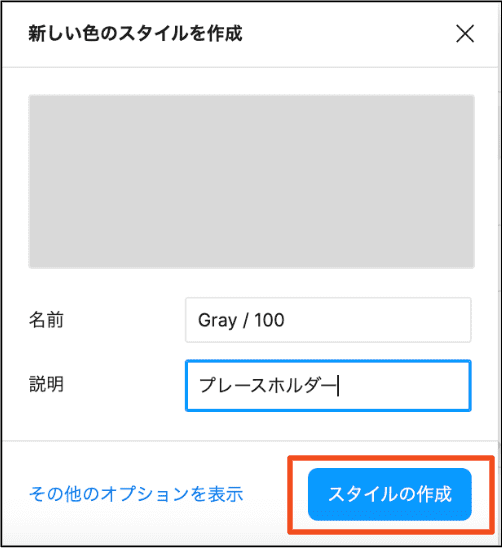 新しい色のスタイルを作成
名前
Gray / 100
説明
プレースホルダー
その他のオプションを表示
スタイルの作成